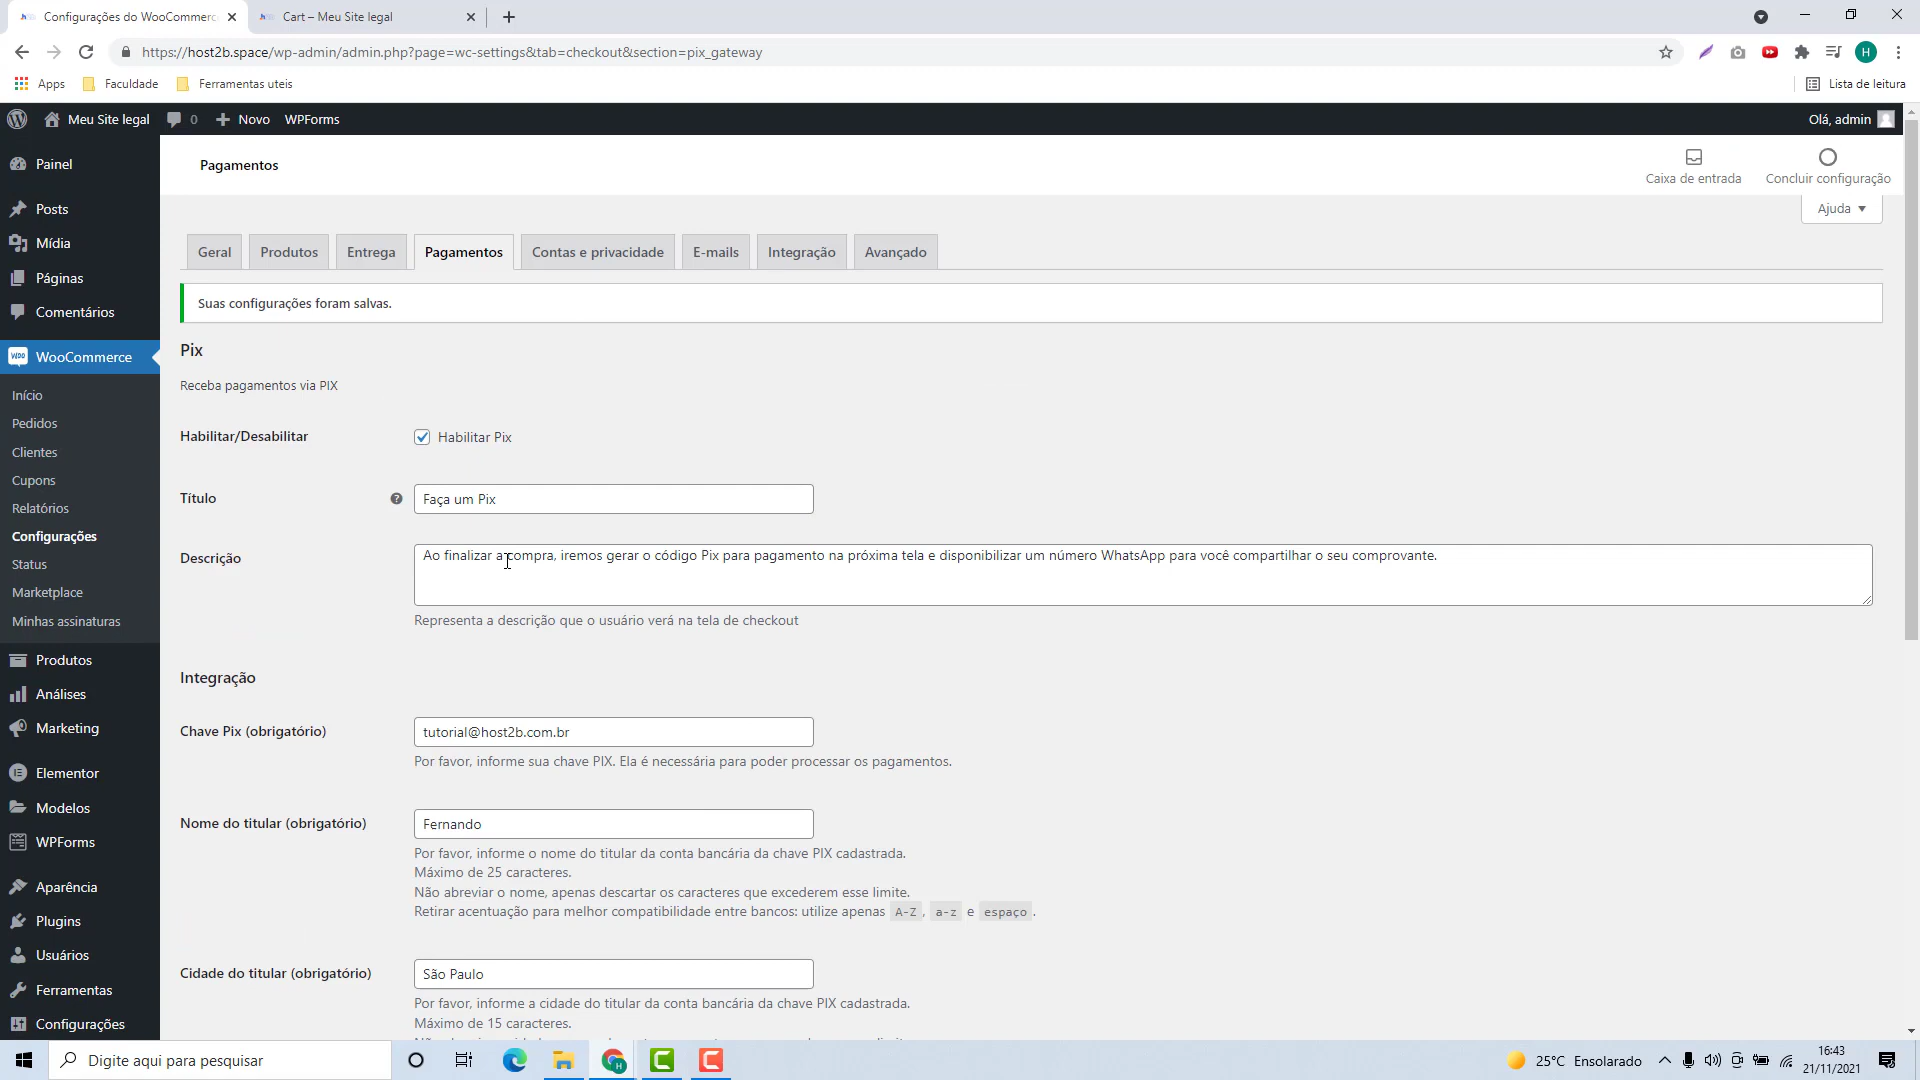 Configurações do WooCommerc
Cart – Meu Site legal
https://host2b.space/wp-admin/admin.php?page=wc-settings&tab=checkout&section=pix_gateway
H
Apps
Faculdade
Ferramentas uteis
Lista de leitura
Meu Site legal
0
Novo
WPForms
Olá, admin
Painel
Posts
Mídia
Páginas
Comentários
WooCommerce
Início
Pedidos
Clientes
Cupons
Relatórios
Configurações
Status
Marketplace
Minhas assinaturas
Produtos
Análises
Marketing
Elementor
Modelos
WPForms
Aparência
Plugins
Usuários
Ferramentas
Configurações
Pagamentos
Caixa de entrada
Concluir configuração
Ajuda
Geral
Produtos
Entrega
Pagamentos
Contas e privacidade
E-mails
Integração
Avançado
Suas configurações foram salvas.
Pix
Receba pagamentos via PIX
Habilitar/Desabilitar
Habilitar Pix
Título
Faça um Pix
Descrição
Ao finalizar a compra, iremos gerar o código Pix para pagamento na próxima tela e disponibilizar um número WhatsApp para você compartilhar o seu comprovante.
Representa a descrição que o usuário verá na tela de checkout
Integração
Chave Pix (obrigatório)
tutorial@host2b.com.br
Por favor, informe sua chave PIX. Ela é necessária para poder processar os pagamentos.
Nome do titular (obrigatório)
Fernando
Por favor, informe o nome do titular da conta bancária da chave PIX cadastrada.
Máximo de 25 caracteres.
Não abreviar o nome, apenas descartar os caracteres que excederem esse limite.
Retirar acentuação para melhor compatibilidade entre bancos: utilize apenas A-Z, a-z e espaço.
Cidade do titular (obrigatório)
São Paulo
Por favor, informe a cidade do titular da conta bancária da chave PIX cadastrada.
Máximo de 15 caracteres.
Digite aqui para pesquisar
25°C Ensolarado
16:43
21/11/2021